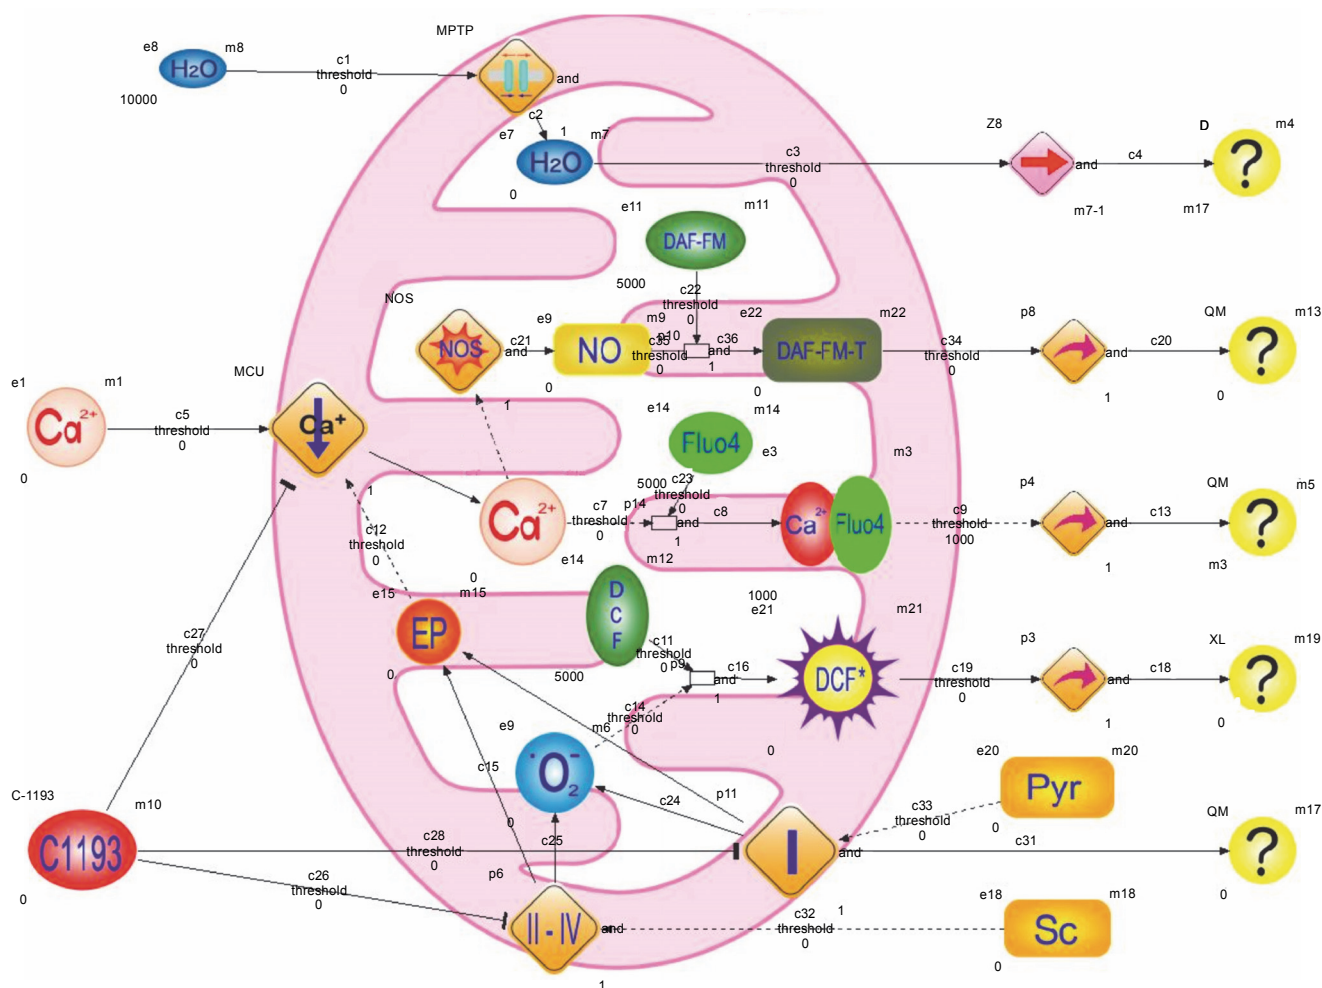 MPTP
e8
m8
H2O
c1
threshold
0
and
10000
c2
e7
1
m7
H2O
0
c3
threshold
0
Z8
and
c4
D
m4
?
m7-1
m17
e11
m11
DAF-FM
5000
c22
threshold
0
NOS
NOS
c21
and
1
e9
NO
0
m9
p10
c35
threshold
0
and
1
c36
e22
m22
DAF-FM-T
0
c34
threshold
0
p8
and
1
c20
QM
m13
?
0
e1
m1
Ca2+
0
c5
threshold
0
MCU
Ca+
1
e14
m14
Fluo4
e3
m3
5000
c23
threshold
0
Ca2+
0
e14
c7
threshold
0
p14
and
1
m12
c8
Ca2+
Fluo4
1000
c9
threshold
1000
p4
and
1
c13
QM
m5
?
m3
c12
threshold
0
e15
m15
EP
0
DCF
5000
c11
threshold
0
p9
and
1
c16
e21
m21
DCF*
0
c19
threshold
0
p3
and
1
c18
XL
m19
?
0
c27
threshold
0
c14
threshold
0
e9
m6
·O2−
0
c15
c24
p11
c25
e20
m20
Pyr
0
c33
threshold
0
C-1193
m10
C1193
0
c28
threshold
0
I
and
1
c31
QM
m17
?
0
c26
threshold
0
p6
II - IV
and
1
c32
threshold
0
e18
m18
Sc
0